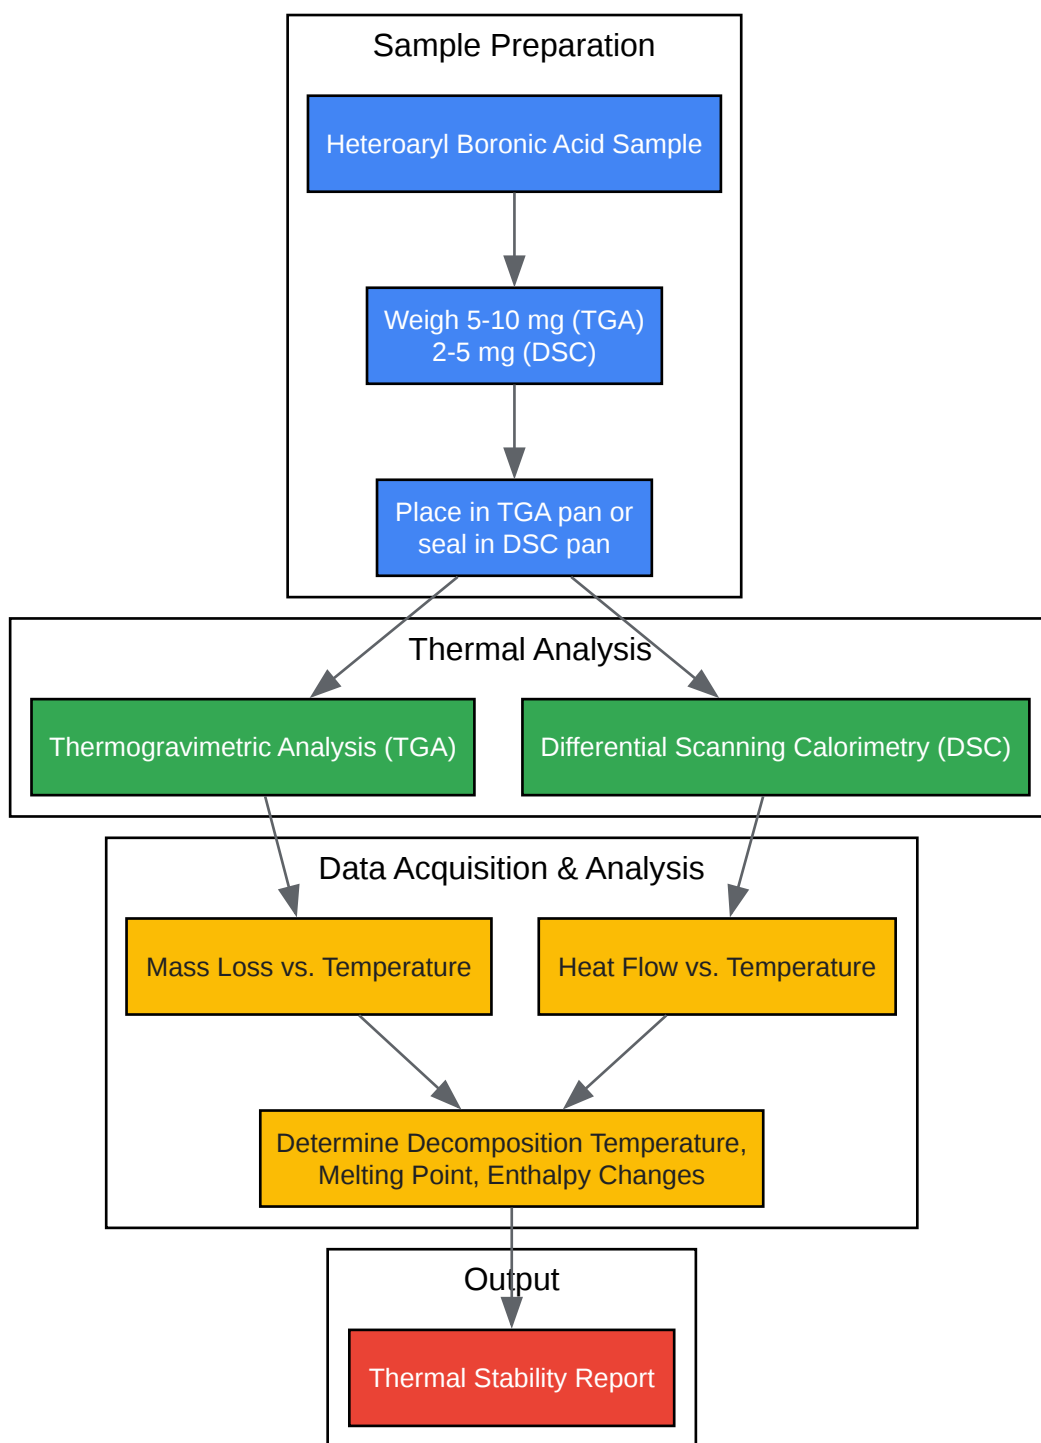 Sample Preparation
Heteroaryl Boronic Acid Sample
Weigh 5-10 mg (TGA)
2-5 mg (DSC)
Place in TGA pan or
seal in DSC pan
Thermal Analysis
Thermogravimetric Analysis (TGA)
Differential Scanning Calorimetry (DSC)
Data Acquisition & Analysis
Mass Loss vs. Temperature
Heat Flow vs. Temperature
Determine Decomposition Temperature,
Melting Point, Enthalpy Changes
Output
Thermal Stability Report